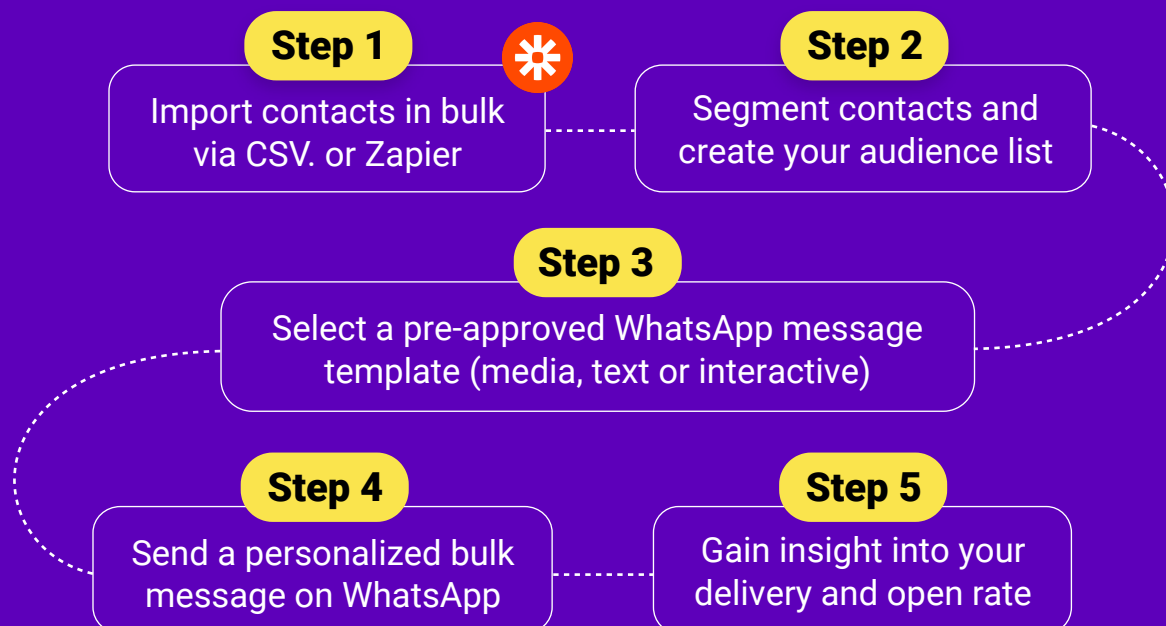 Step 1
Import contacts in bulk
via CSV. or Zapier
Step 2
Segment contacts and
create your audience list
Step 3
Select a pre-approved WhatsApp message
template (media, text or interactive)
Step 4
Send a personalized bulk
message on WhatsApp
Step 5
Gain insight into your
delivery and open rate